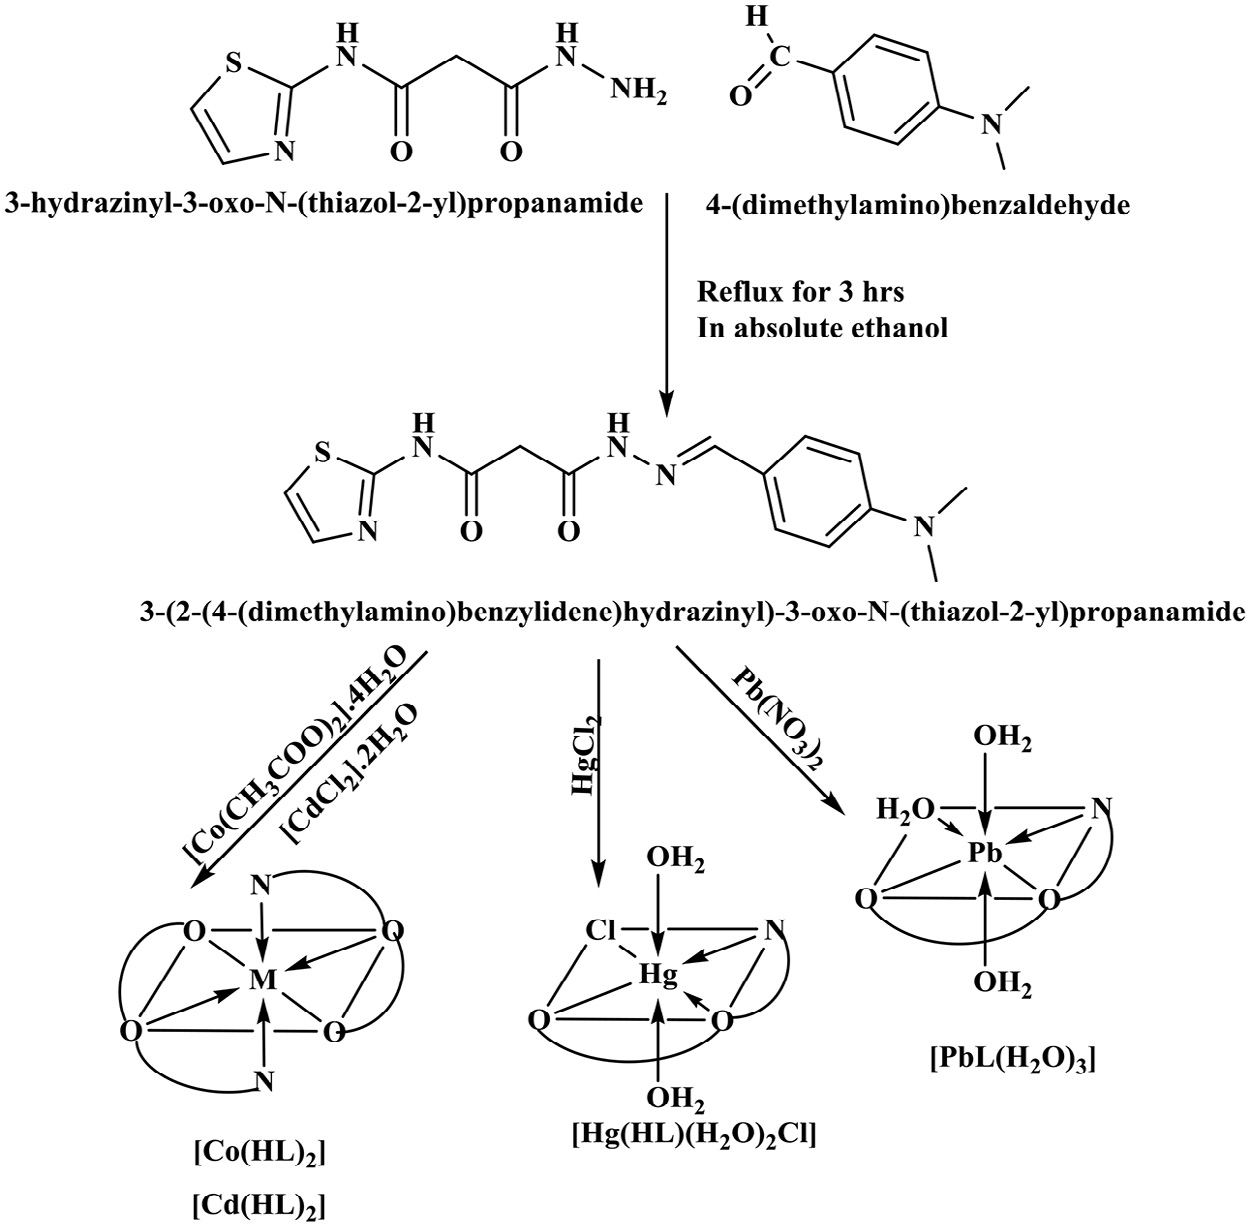 H
H
H
S
N
N
C
NH₂
O
N
N
O
O
3-hydrazinyl-3-oxo-N-(thiazol-2-yl)propanamide
4-(dimethylamino)benzaldehyde
Reflux for 3 hrs
In absolute ethanol
H
H
S
N
N
N
N
O
O
N
3-(2-(4-(dimethylamino)benzylidene)hydrazinyl)-3-oxo-N-(thiazol-2-yl)propanamide
[Co(CH₃COO)₂].4H₂O
[CdCl₂].2H₂O
HgCl₂
Pb(NO₃)₂
OH₂
H₂O
N
Pb
O
O
OH₂
[PbL(H₂O)₃]
N
O
O
M
O
O
N
[Co(HL)₂]
[Cd(HL)₂]
OH₂
Cl
N
Hg
O
O
OH₂
[Hg(HL)(H₂O)₂Cl]